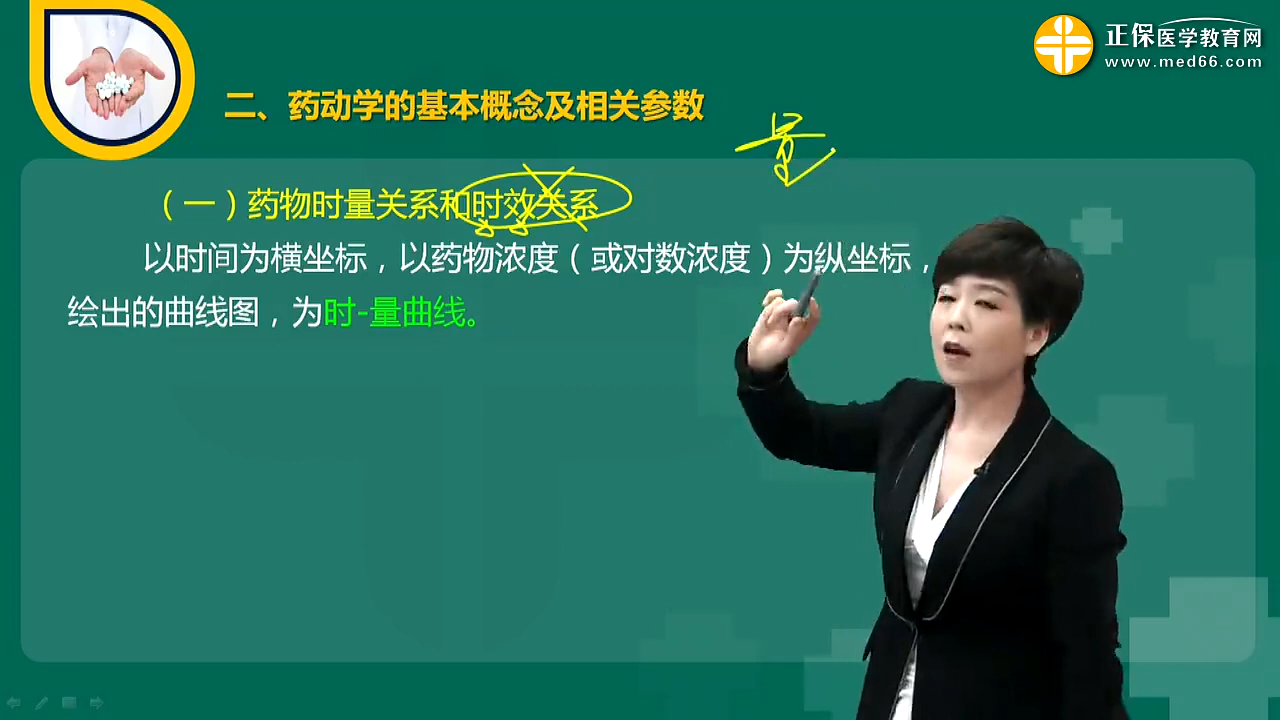 正保医学教育网
www.med66.com
二、药动学的基本概念及相关参数
量
（一）药物时量关系和时效关系
以时间为横坐标，以药物浓度（或对数浓度）为纵坐标，
绘出的曲线图，为时-量曲线。